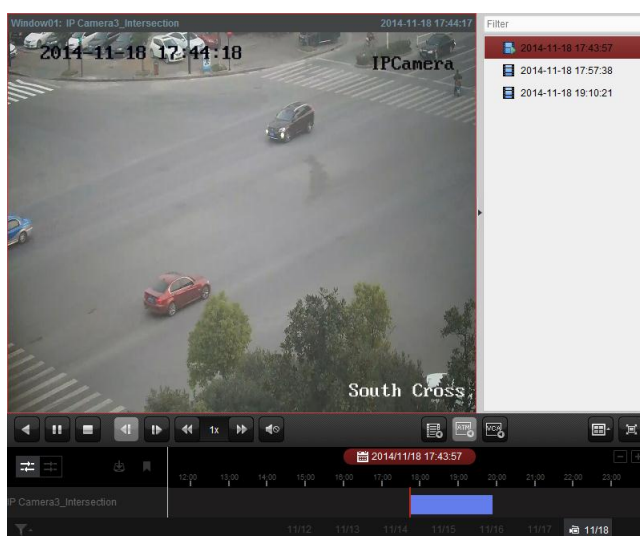 Window01: IP Camera3_Intersection
2014-11-18 17:44:17
Filter
2014-11-18 17:44:18
IPCamera
2014-11-18 17:43:57
2014-11-18 17:57:38
2014-11-18 19:10:21
South Cross
1x
ATM
VCA
2014/11/18 17:43:57
12:00 13:00 14:00 15:00 16:00 17:00 18:00 19:00 20:00 21:00 22:00 23:00
IP Camera3_Intersection
11/12 11/13 11/14 11/15 11/16 11/17 11/18